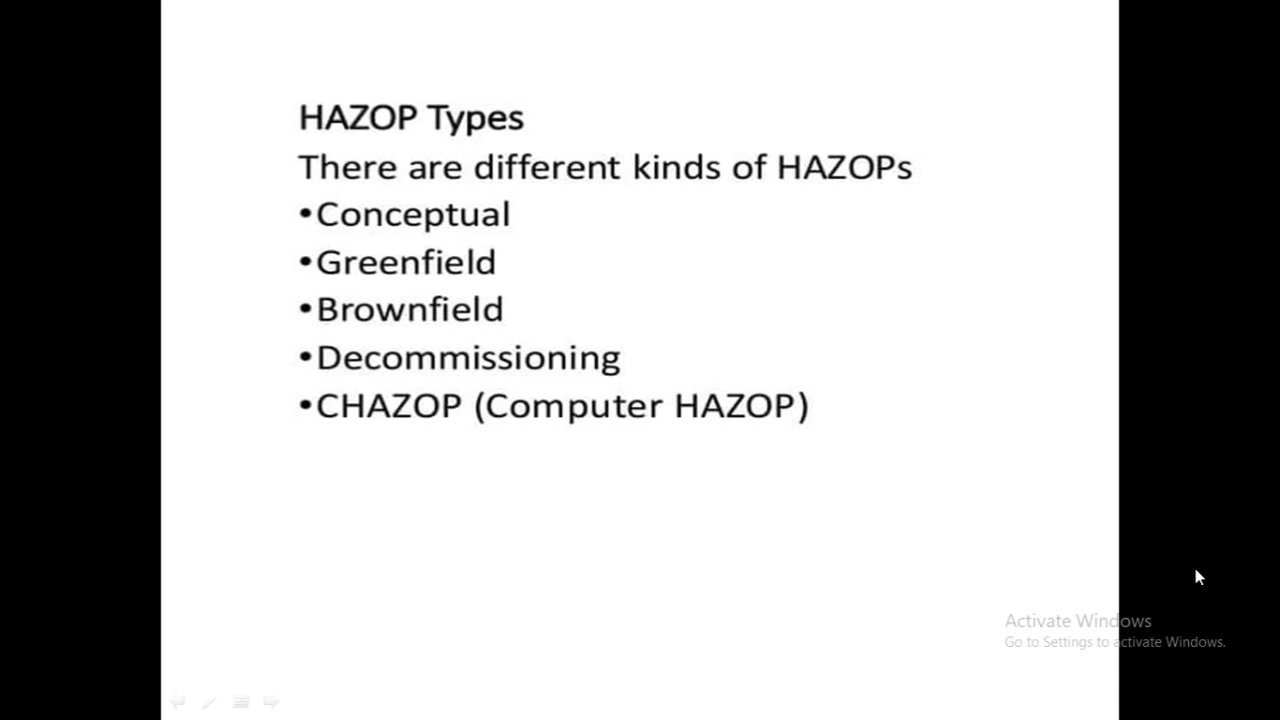 HAZOP Types
There are different kinds of HAZOPs
•Conceptual
•Greenfield
•Brownfield
•Decommissioning
•CHAZOP (Computer HAZOP)
Activate Windows
Go to Settings to activate Windows.